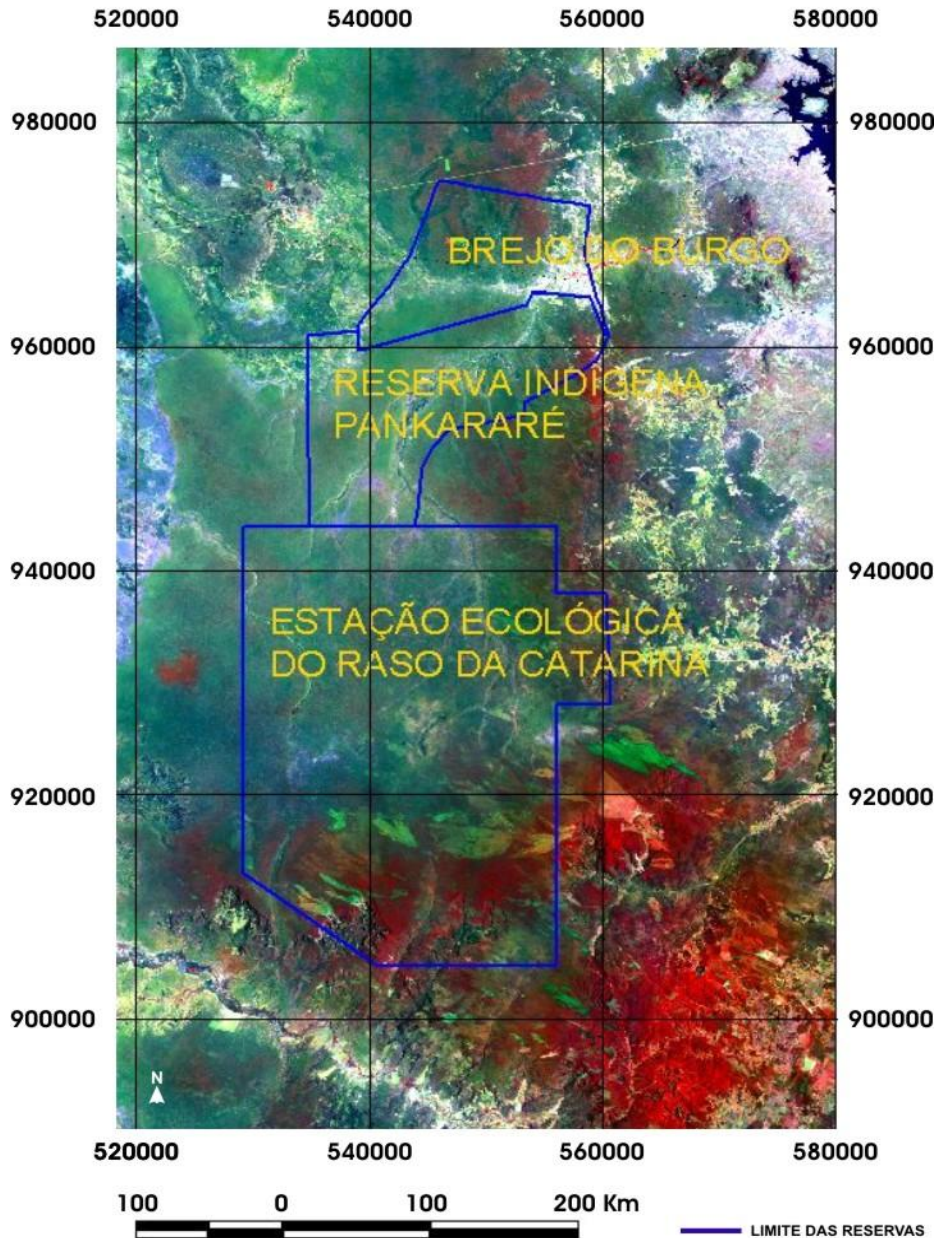 520000 540000 560000 580000
980000 980000
BREJO DO BURGO
960000 960000
RESERVA INDÍGENA
PANKARARÉ
940000 940000
ESTAÇÃO ECOLÓGICA
DO RASO DA CATARINA
920000 920000
900000 900000
N
520000 540000 560000 580000
100 0 100 200 Km
LIMITE DAS RESERVAS